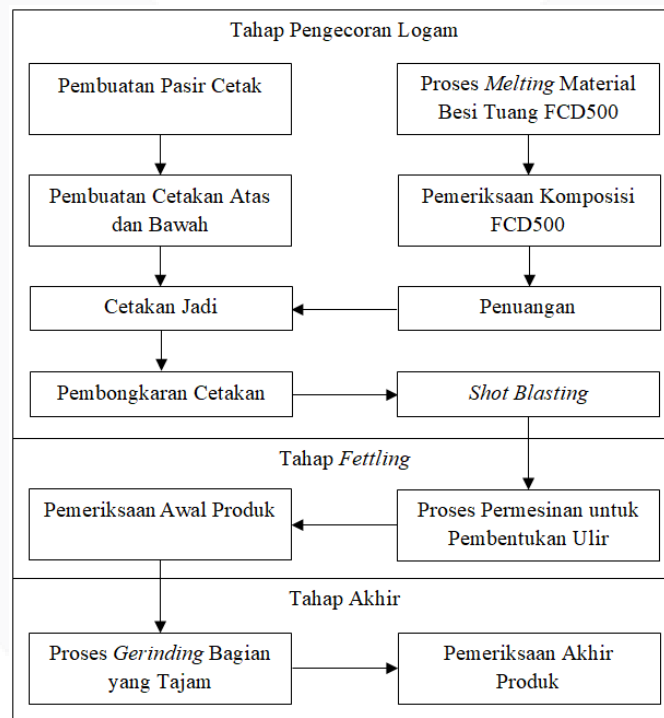 Tahap Pengecoran Logam
Pembuatan Pasir Cetak
Proses Melting Material
Besi Tuang FCD500
Pembuatan Cetakan Atas
dan Bawah
Pemeriksaan Komposisi
FCD500
Cetakan Jadi
Penuangan
Pembongkaran Cetakan
Shot Blasting
Tahap Fettling
Pemeriksaan Awal Produk
Proses Permesinan untuk
Pembentukan Ulir
Tahap Akhir
Proses Gerinding Bagian
yang Tajam
Pemeriksaan Akhir
Produk